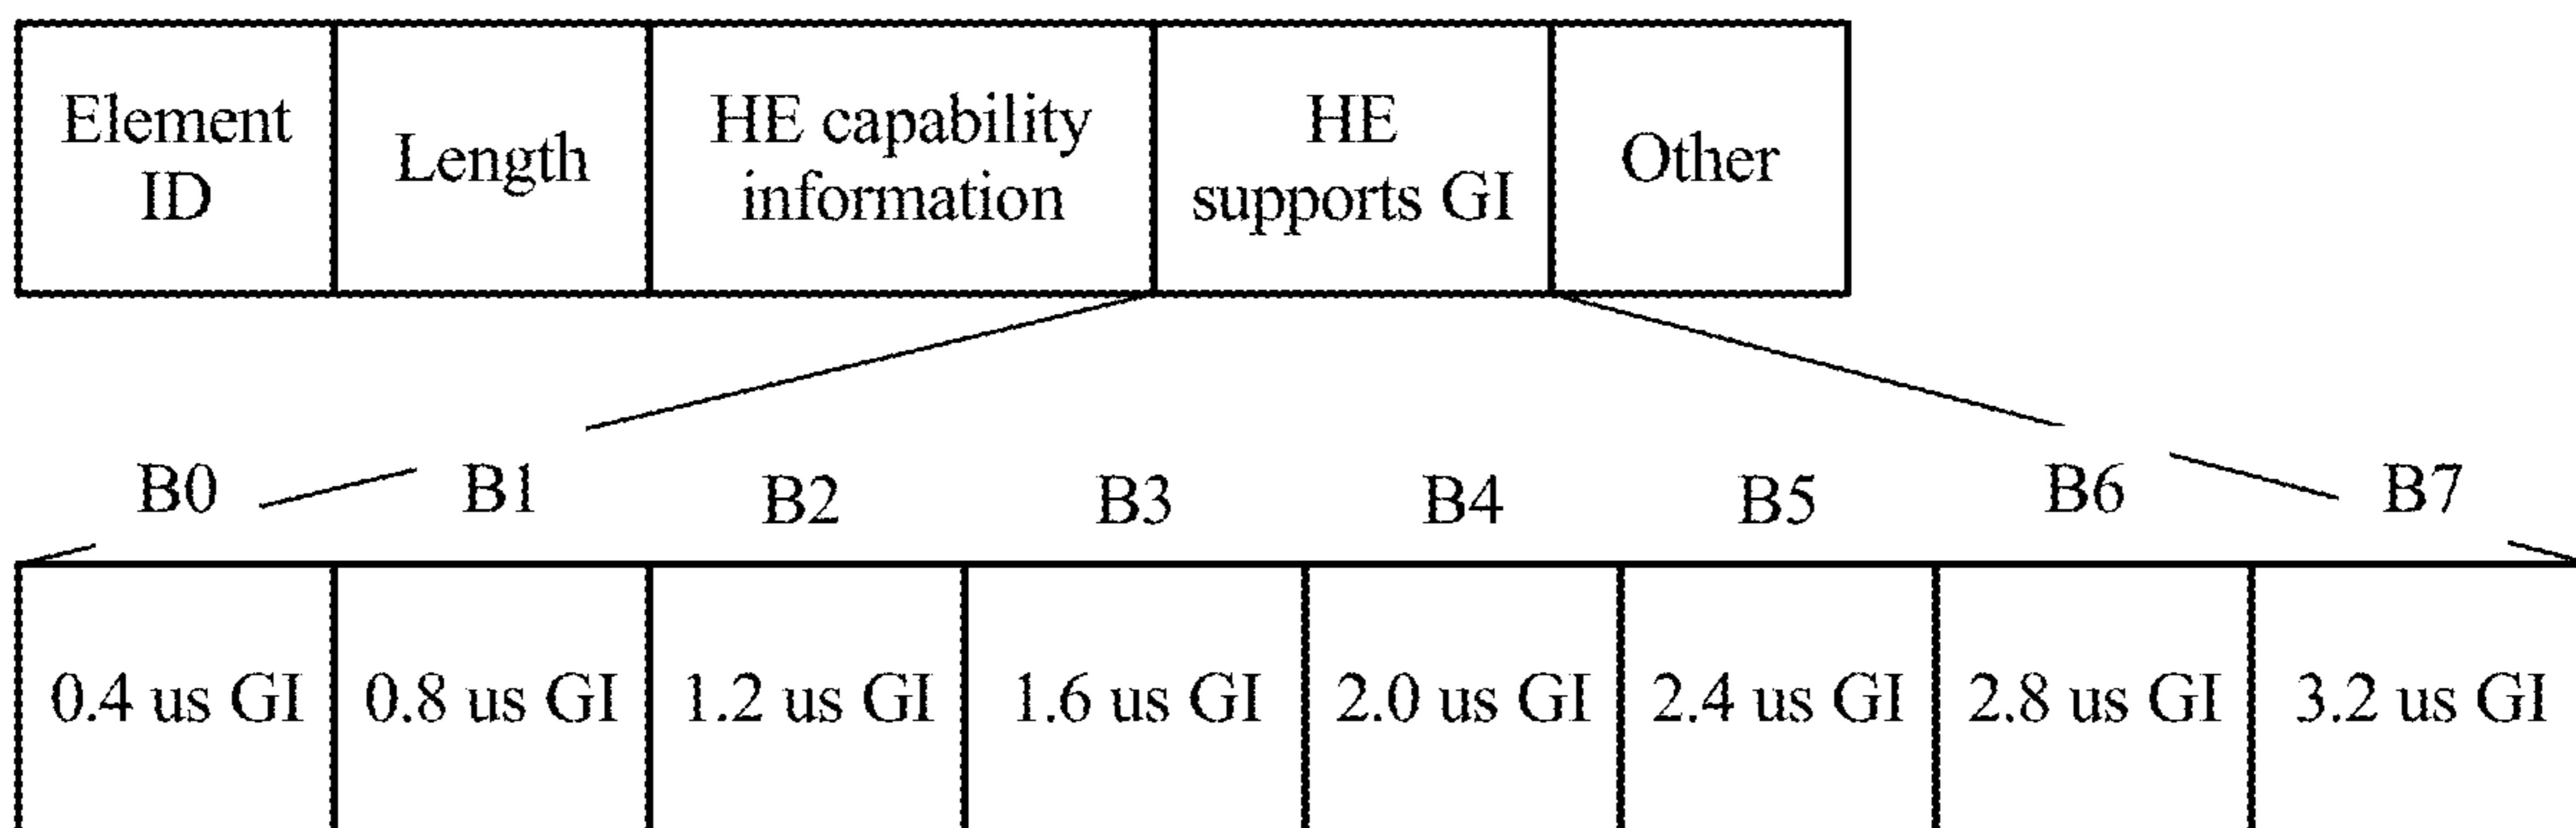 Element
ID
Length
HE capability
information
HE
supports GI
Other
B0 B1 B2 B3 B4 B5 B6 B7
0.4 us GI 0.8 us GI 1.2 us GI 1.6 us GI 2.0 us GI 2.4 us GI 2.8 us GI 3.2 us GI